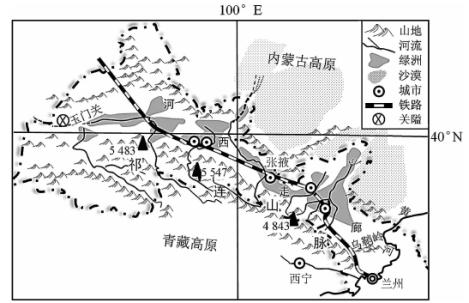 100° E
山地
河流
绿洲
沙漠
城市
铁路
关隘
内蒙古高原
玉门关
河
40°N
5 483
西
祁
张掖
5 547
连
走
山
4 843
廊
黄
乌鞘岭
河
脉
青藏高原
西宁
兰州